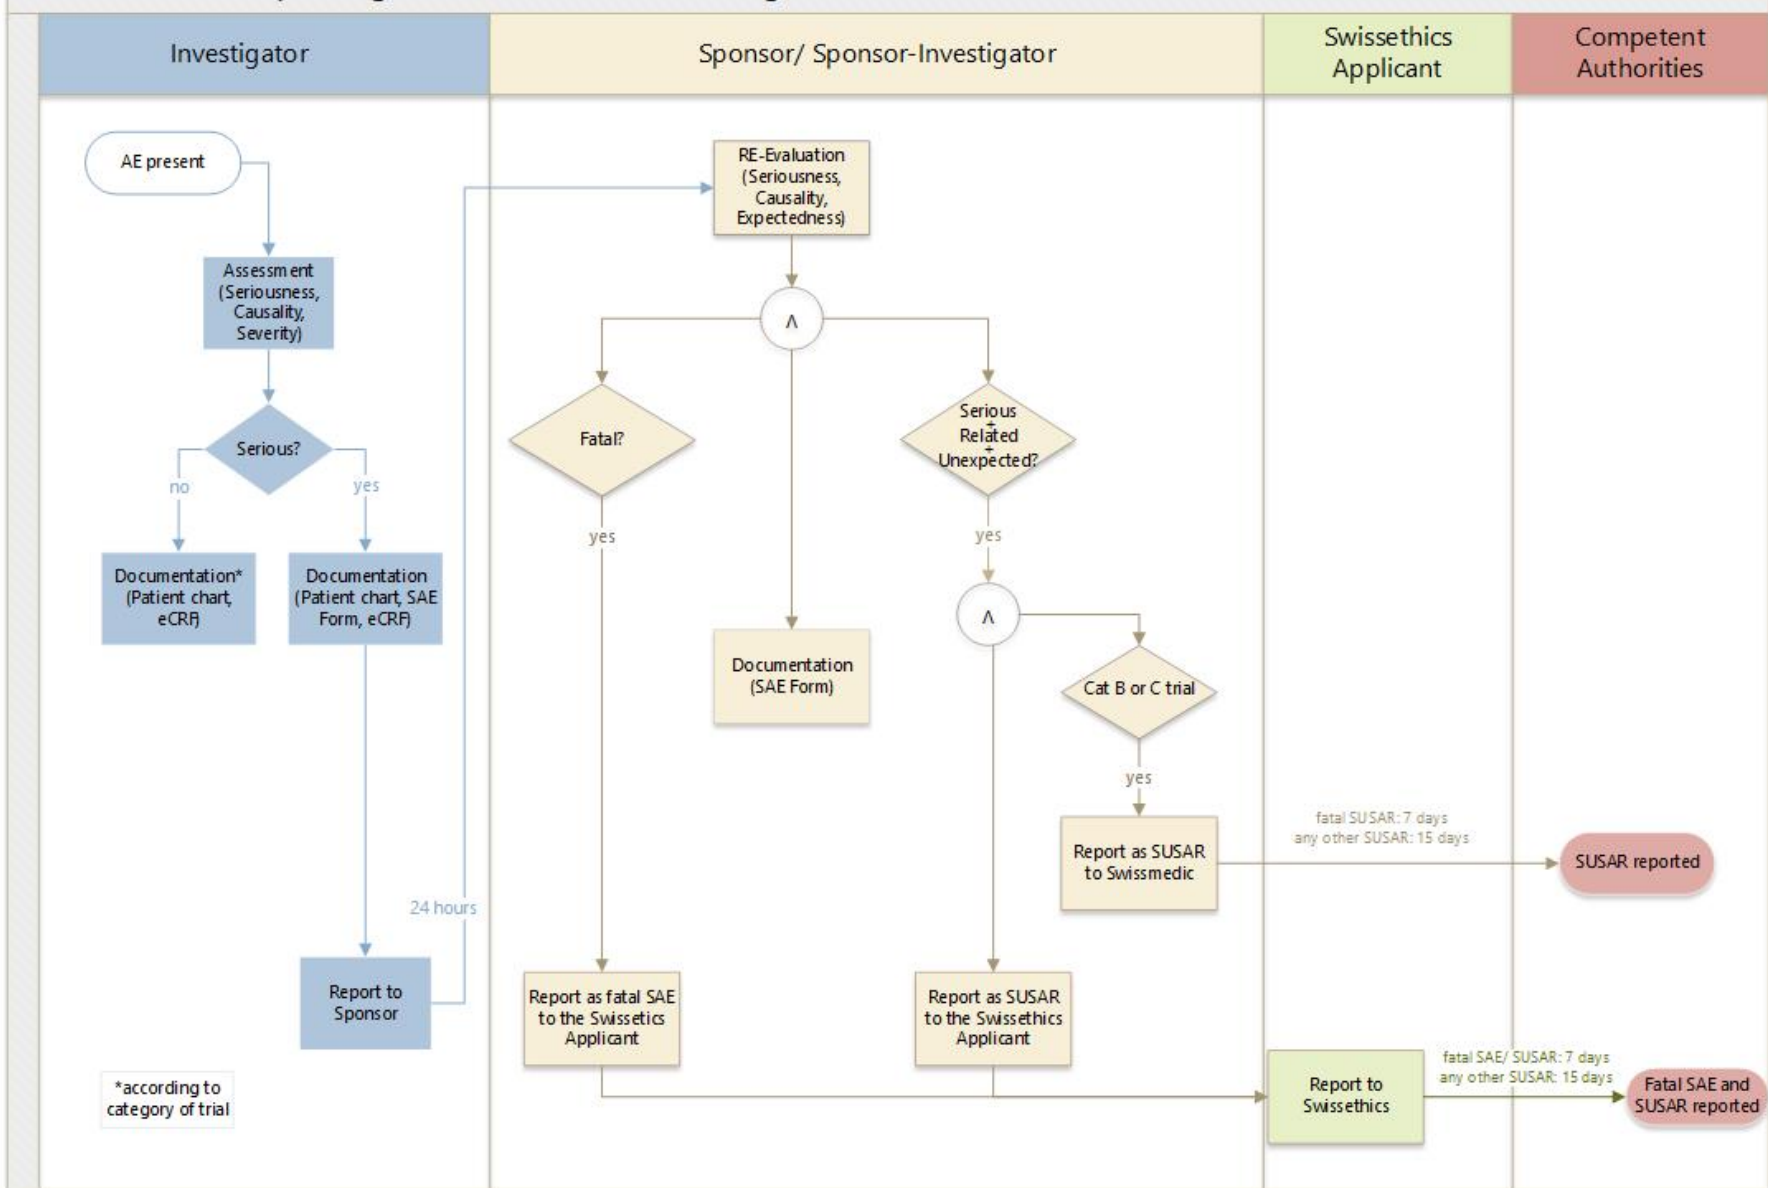 Investigator
Sponsor/ Sponsor-Investigator
Swissethics
Applicant
Competent
Authorities
AE present
Assessment
(Seriousness,
Causality,
Severity)
Serious?
no
yes
Documentation*
(Patient chart,
eCRF)
Documentation
(Patient chart, SAE
Form, eCRF)
24 hours
Report to
Sponsor
*according to
category of trial
RE-Evaluation
(Seriousness,
Causality,
Expectedness)
Λ
Fatal?
yes
Documentation
(SAE Form)
Serious
+
Related
+
Unexpected?
yes
Λ
Cat B or C trial
yes
Report as SUSAR
to Swissmedic
fatal SUSAR: 7 days
any other SUSAR: 15 days
SUSAR reported
Report as fatal SAE
to the Swissetics
Applicant
Report as SUSAR
to the Swissethics
Applicant
Report to
Swissethics
fatal SAE/ SUSAR: 7 days
any other SUSAR: 15 days
Fatal SAE and
SUSAR reported